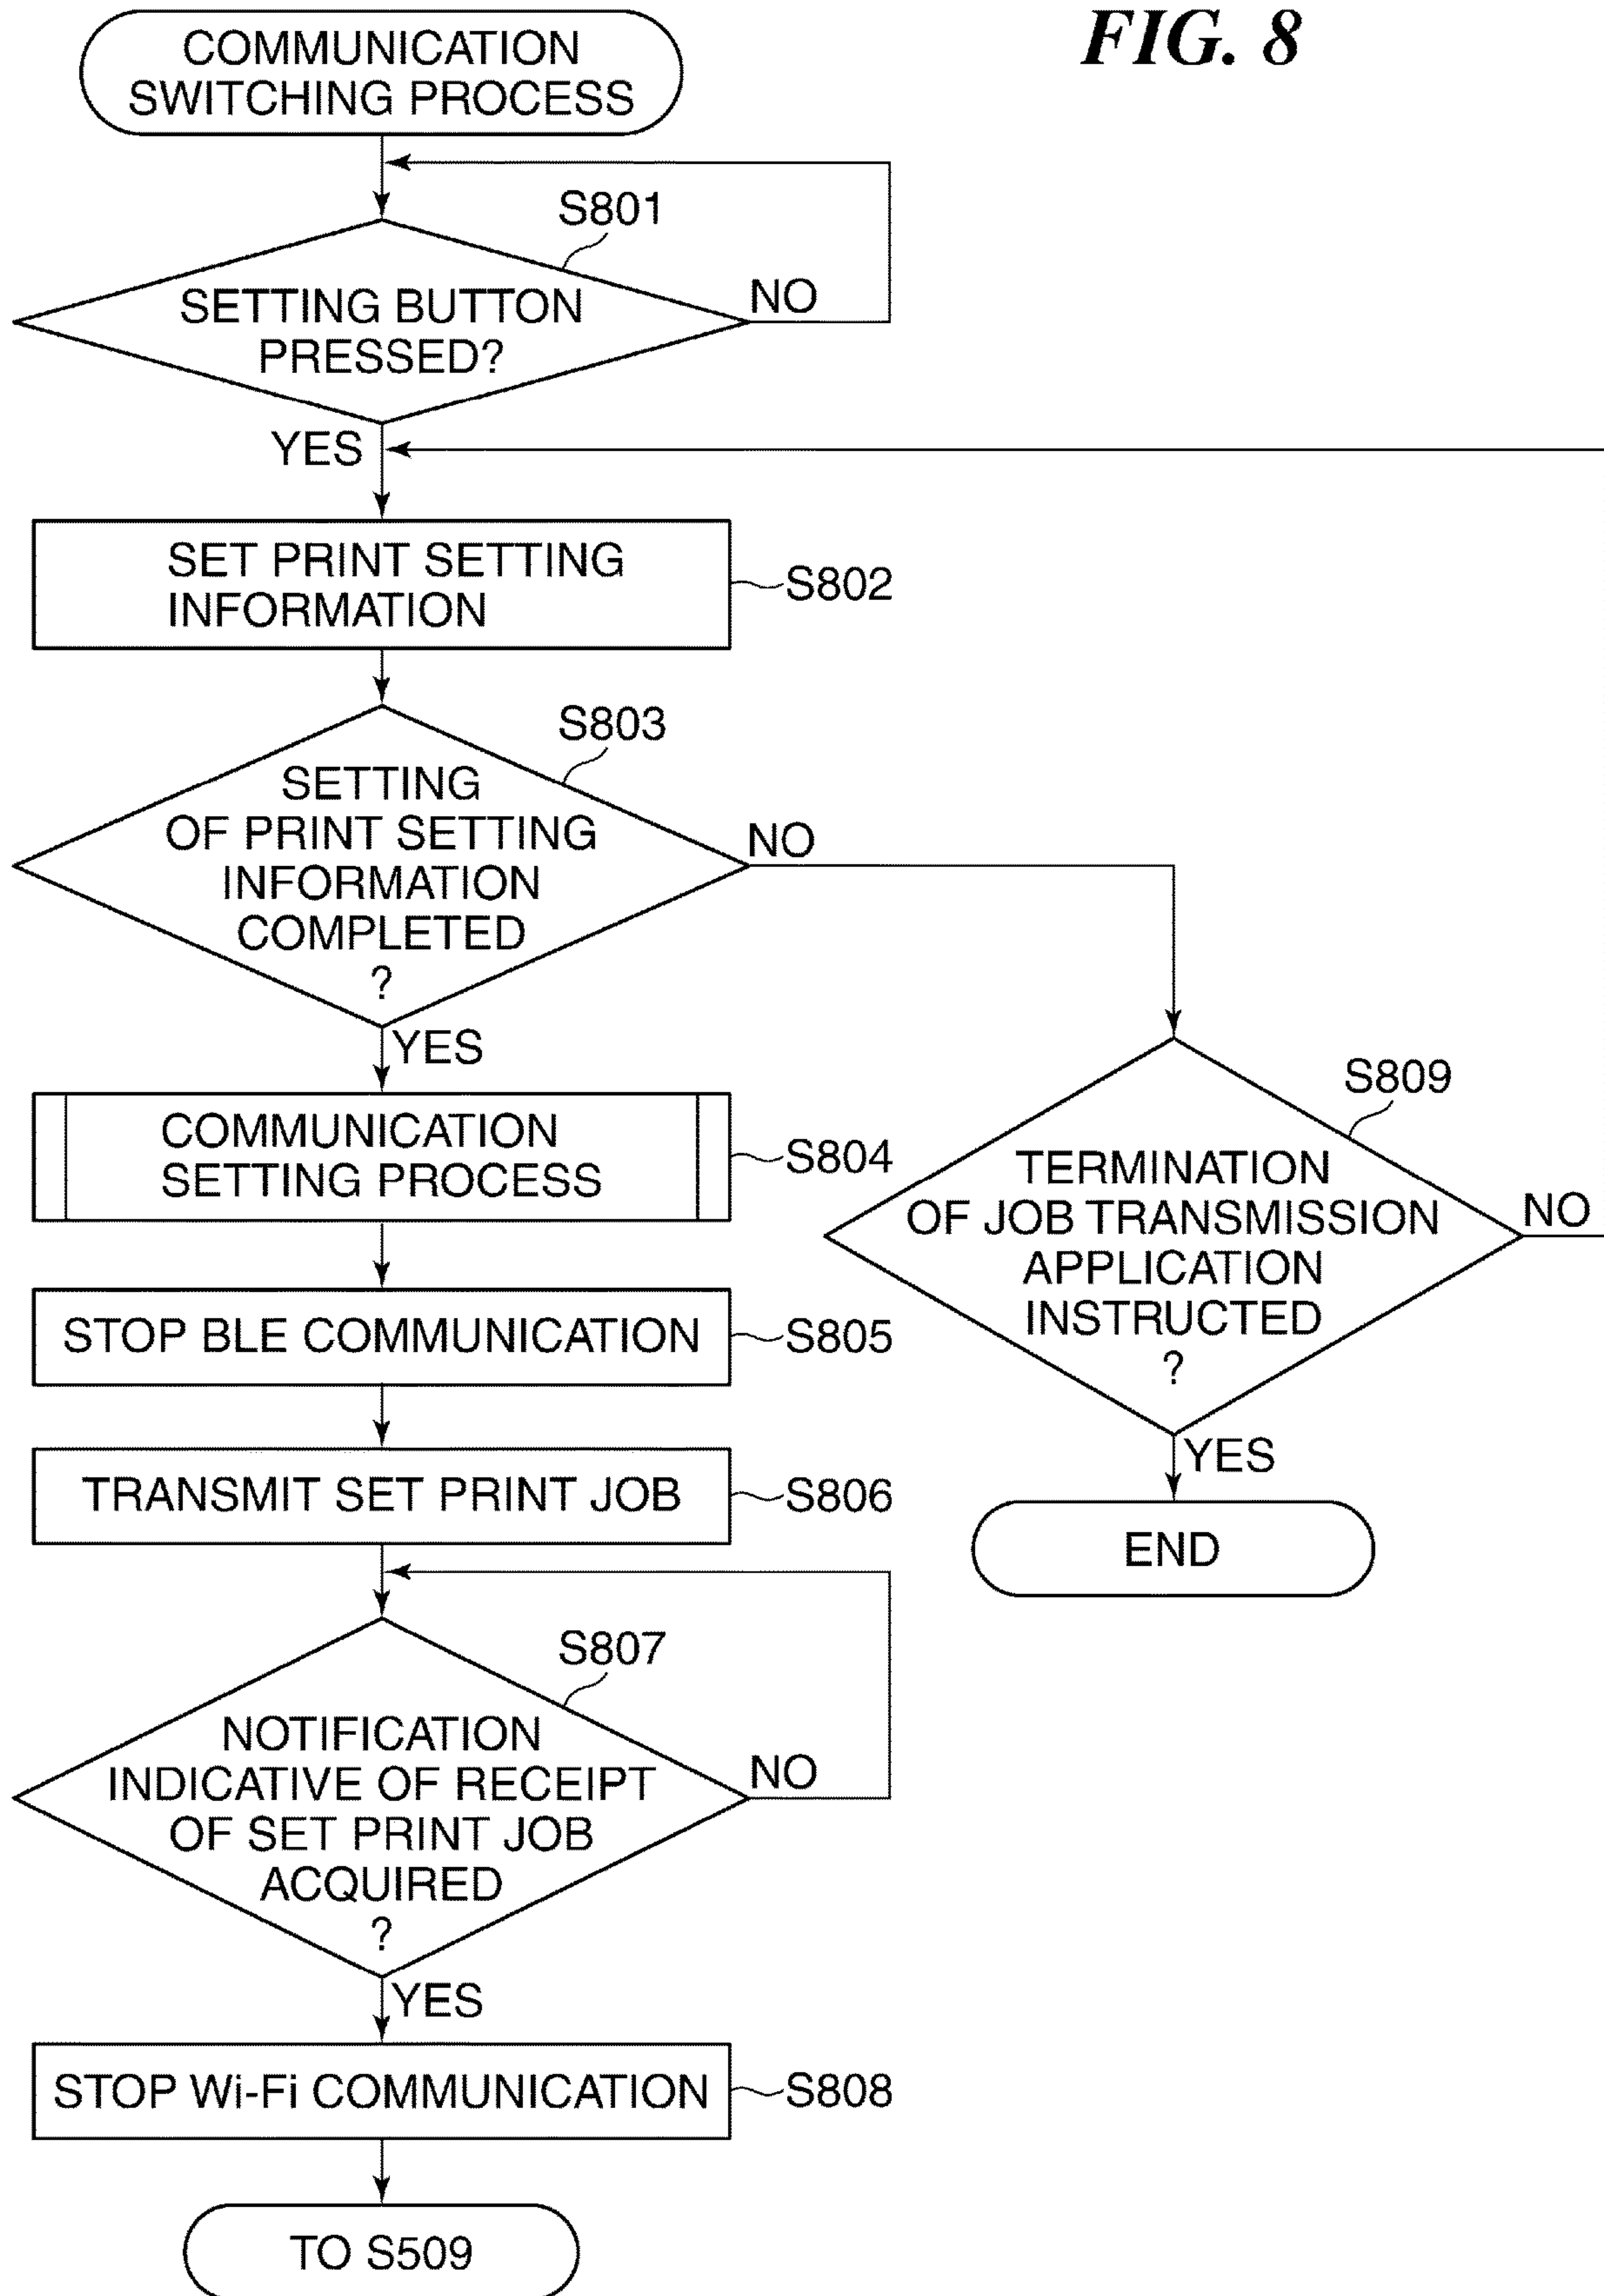 FIG. 8
COMMUNICATION
SWITCHING PROCESS
S801
SETTING BUTTON
PRESSED?
NO
YES
SET PRINT SETTING
INFORMATION
S802
S803
SETTING
OF PRINT SETTING
INFORMATION
COMPLETED
?
NO
YES
COMMUNICATION
SETTING PROCESS
S804
S809
TERMINATION
OF JOB TRANSMISSION
APPLICATION
INSTRUCTED
?
NO
YES
END
STOP BLE COMMUNICATION
S805
TRANSMIT SET PRINT JOB
S806
S807
NOTIFICATION
INDICATIVE OF RECEIPT
OF SET PRINT JOB
ACQUIRED
?
NO
YES
STOP Wi-Fi COMMUNICATION
S808
TO S509